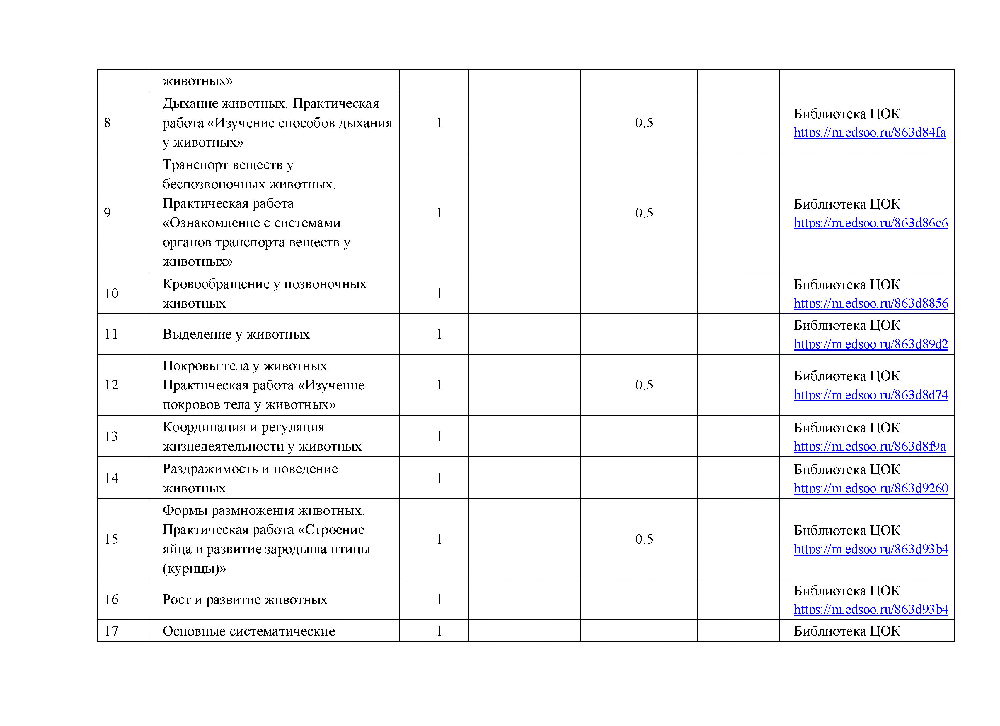 животных»
8
Дыхание животных. Практическая
работа «Изучение способов дыхания
у животных»
1
0.5
Библиотека ЦОК
https://m.edsoo.ru/863d84fa
9
Транспорт веществ у
беспозвоночных животных.
Практическая работа
«Ознакомление с системами
органов транспорта веществ у
животных»
1
0.5
Библиотека ЦОК
https://m.edsoo.ru/863d86c6
10
Кровообращение у позвоночных
животных
1
Библиотека ЦОК
https://m.edsoo.ru/863d8856
11
Выделение у животных
1
Библиотека ЦОК
https://m.edsoo.ru/863d89d2
12
Покровы тела у животных.
Практическая работа «Изучение
покровов тела у животных»
1
0.5
Библиотека ЦОК
https://m.edsoo.ru/863d8d74
13
Координация и регуляция
жизнедеятельности у животных
1
Библиотека ЦОК
https://m.edsoo.ru/863d8f9a
14
Раздражимость и поведение
животных
1
Библиотека ЦОК
https://m.edsoo.ru/863d9260
15
Формы размножения животных.
Практическая работа «Строение
яйца и развитие зародыша птицы
(курицы)»
1
0.5
Библиотека ЦОК
https://m.edsoo.ru/863d93b4
16
Рост и развитие животных
1
Библиотека ЦОК
https://m.edsoo.ru/863d93b4
17
Основные систематические
1
Библиотека ЦОК